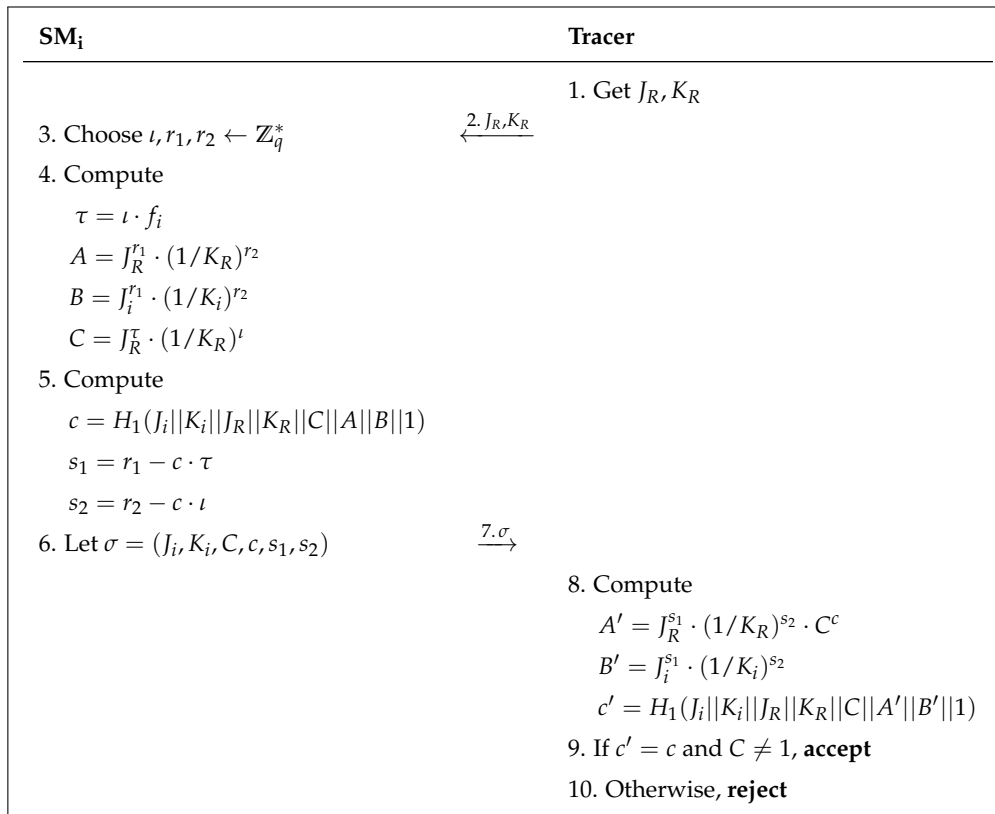 SM_i Tracer
1. Get J_R, K_R
3. Choose ι, r_1, r_2 ← ℤ_q^* ←^{2. J_R,K_R}
4. Compute
τ = ι · f_i
A = J_R^{r_1} · (1/K_R)^{r_2}
B = J_i^{r_1} · (1/K_i)^{r_2}
C = J_R^τ · (1/K_R)^ι
5. Compute
c = H_1(J_i||K_i||J_R||K_R||C||A||B||1)
s_1 = r_1 − c · τ
s_2 = r_2 − c · ι
6. Let σ = (J_i, K_i, C, c, s_1, s_2) →^{7. σ}
8. Compute
A′ = J_R^{s_1} · (1/K_R)^{s_2} · C^c
B′ = J_i^{s_1} · (1/K_i)^{s_2}
c′ = H_1(J_i||K_i||J_R||K_R||C||A′||B′||1)
9. If c′ = c and C ≠ 1, accept
10. Otherwise, reject